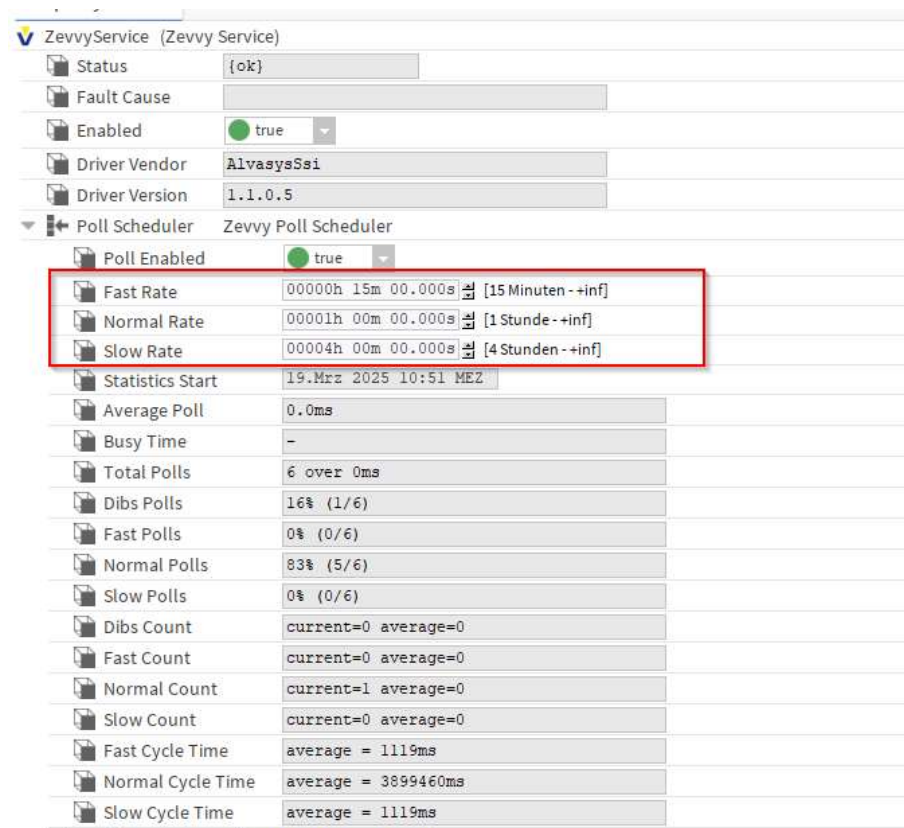 ZevvyService (Zevvy Service)
Status {ok}
Fault Cause
Enabled true
Driver Vendor AlvasysSsi
Driver Version 1.1.0.5
Poll Scheduler Zevvy Poll Scheduler
Poll Enabled true
Fast Rate 00000h 15m 00.000s [15 Minuten - +inf]
Normal Rate 00001h 00m 00.000s [1 Stunde - +inf]
Slow Rate 00004h 00m 00.000s [4 Stunden - +inf]
Statistics Start 19.Mrz 2025 10:51 MEZ
Average Poll 0.0ms
Busy Time -
Total Polls 6 over 0ms
Dibs Polls 16% (1/6)
Fast Polls 0% (0/6)
Normal Polls 83% (5/6)
Slow Polls 0% (0/6)
Dibs Count current=0 average=0
Fast Count current=0 average=0
Normal Count current=1 average=0
Slow Count current=0 average=0
Fast Cycle Time average = 1119ms
Normal Cycle Time average = 3899460ms
Slow Cycle Time average = 1119ms